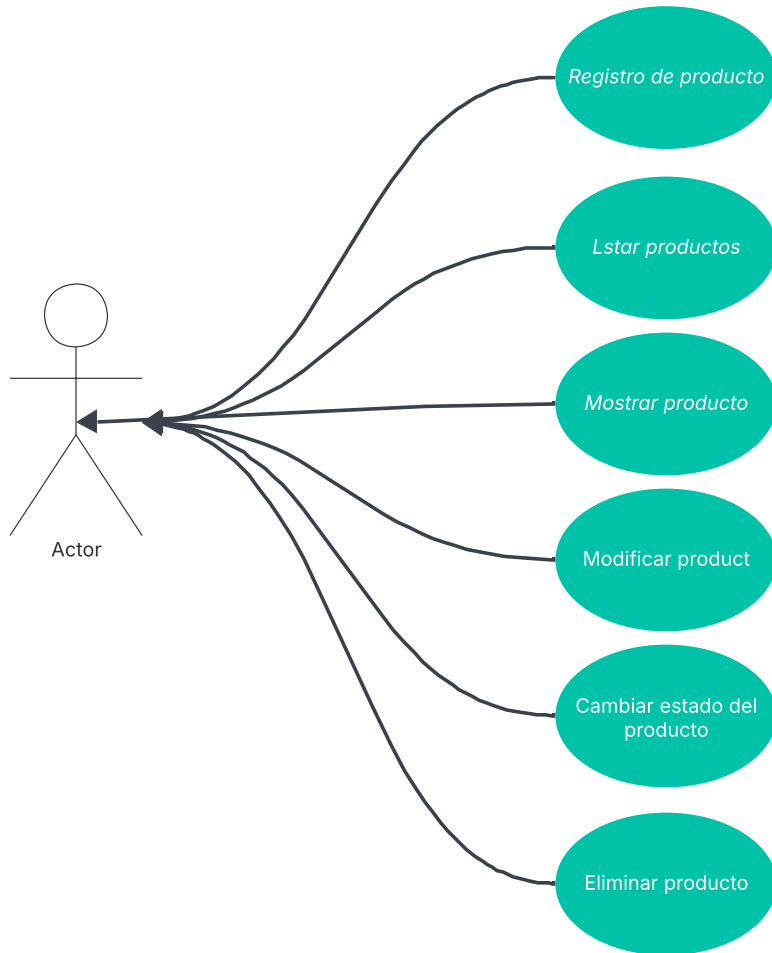 Registro de producto
Lstar productos
Mostrar producto
Actor
Modificar product
Cambiar estado del
producto
Eliminar producto